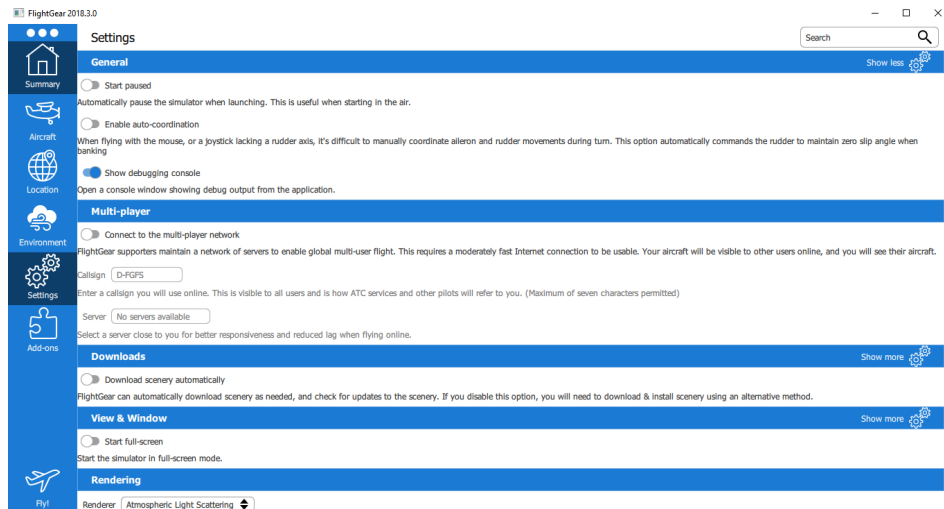 FlightGear 2018.3.0
Settings
Search
Summary
Aircraft
Location
Environment
Settings
Add-ons
Fly!
General
Show less
Start paused
Automatically pause the simulator when launching. This is useful when starting in the air.
Enable auto-coordination
When flying with the mouse, or a joystick lacking a rudder axis, it's difficult to manually coordinate aileron and rudder movements during turn. This option automatically commands the rudder to maintain zero slip angle when
banking
Show debugging console
Open a console window showing debug output from the application.
Multi-player
Connect to the multi-player network
FlightGear supporters maintain a network of servers to enable global multi-user flight. This requires a moderately fast Internet connection to be usable. Your aircraft will be visible to other users online, and you will see their aircraft.
Callsign D-FGFS
Enter a callsign you will use online. This is visible to all users and is how ATC services and other pilots will refer to you. (Maximum of seven characters permitted)
Server No servers available
Select a server close to you for better responsiveness and reduced lag when flying online.
Downloads
Show more
Download scenery automatically
FlightGear can automatically download scenery as needed, and check for updates to the scenery. If you disable this option, you will need to download & install scenery using an alternative method.
View & Window
Show more
Start full-screen
Start the simulator in full-screen mode.
Rendering
Renderer Atmospheric Light Scattering